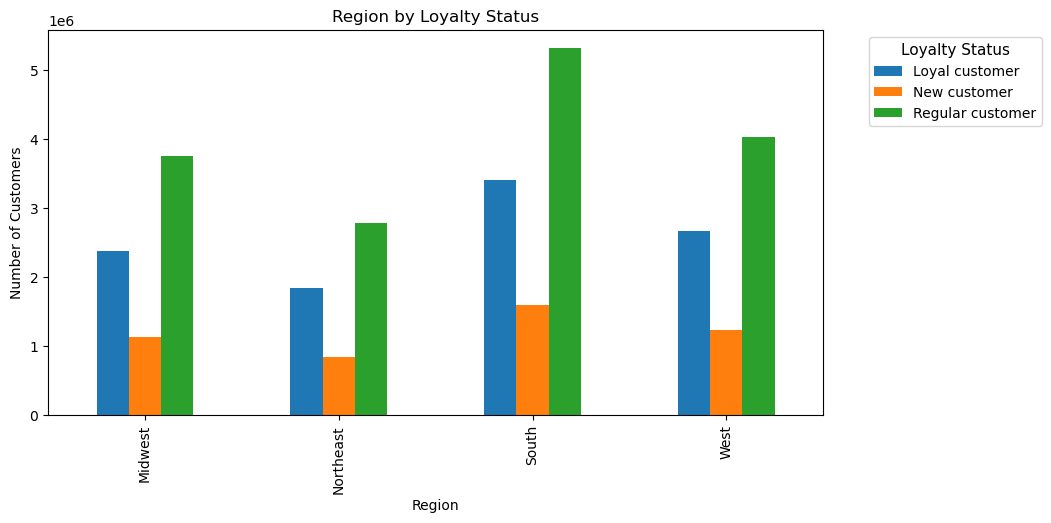 Region by Loyalty Status
1e6
5
4
3
2
1
0
Number of Customers
Midwest
Northeast
South
West
Region
Loyalty Status
Loyal customer
New customer
Regular customer